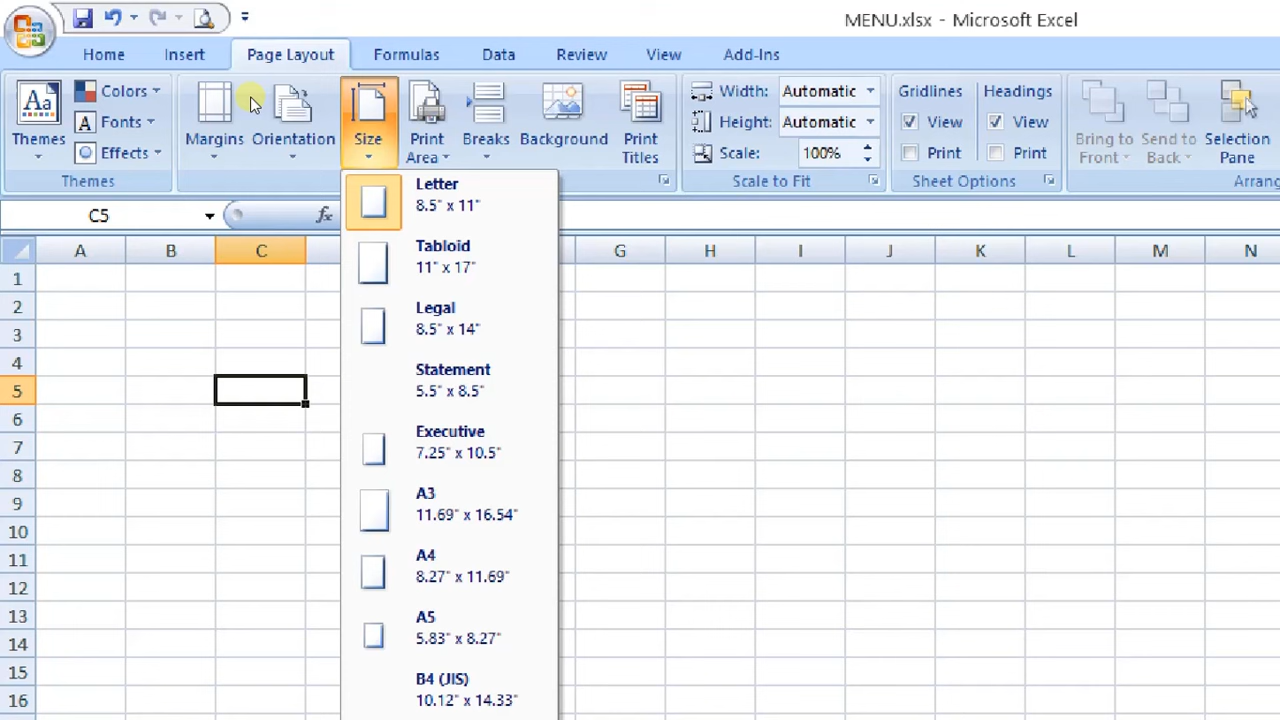 MENU.xlsx - Microsoft Excel
Home Insert Page Layout Formulas Data Review View Add-Ins
Themes
Colors
Fonts
Effects
Themes
Margins
Orientation
Size
Print
Area
Breaks
Background
Print
Titles
Width: Automatic
Height: Automatic
Scale: 100%
Scale to Fit
Gridlines
View
Print
Headings
View
Print
Sheet Options
Bring to
Front
Send to
Back
Selection
Pane
Arrang
C5 fx
A B C G H I J K L M N
1
2
3
4
5
6
7
8
9
10
11
12
13
14
15
16
Letter
8.5" x 11"
Tabloid
11" x 17"
Legal
8.5" x 14"
Statement
5.5" x 8.5"
Executive
7.25" x 10.5"
A3
11.69" x 16.54"
A4
8.27" x 11.69"
A5
5.83" x 8.27"
B4 (JIS)
10.12" x 14.33"